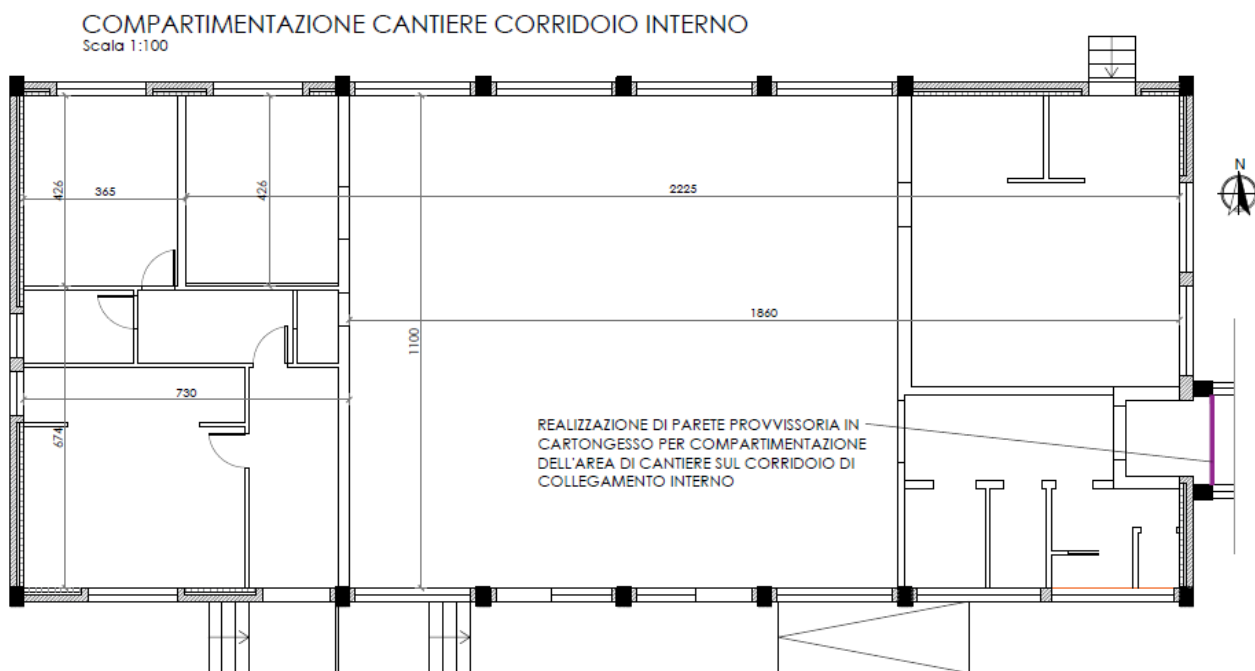 COMPARTIMENTAZIONE CANTIERE CORRIDOIO INTERNO
Scala 1:100
N
426
365
426
2225
1860
1100
730
674
REALIZZAZIONE DI PARETE PROVVISORIA IN
CARTONGESSO PER COMPARTIMENTAZIONE
DELL'AREA DI CANTIERE SUL CORRIDOIO DI
COLLEGAMENTO INTERNO